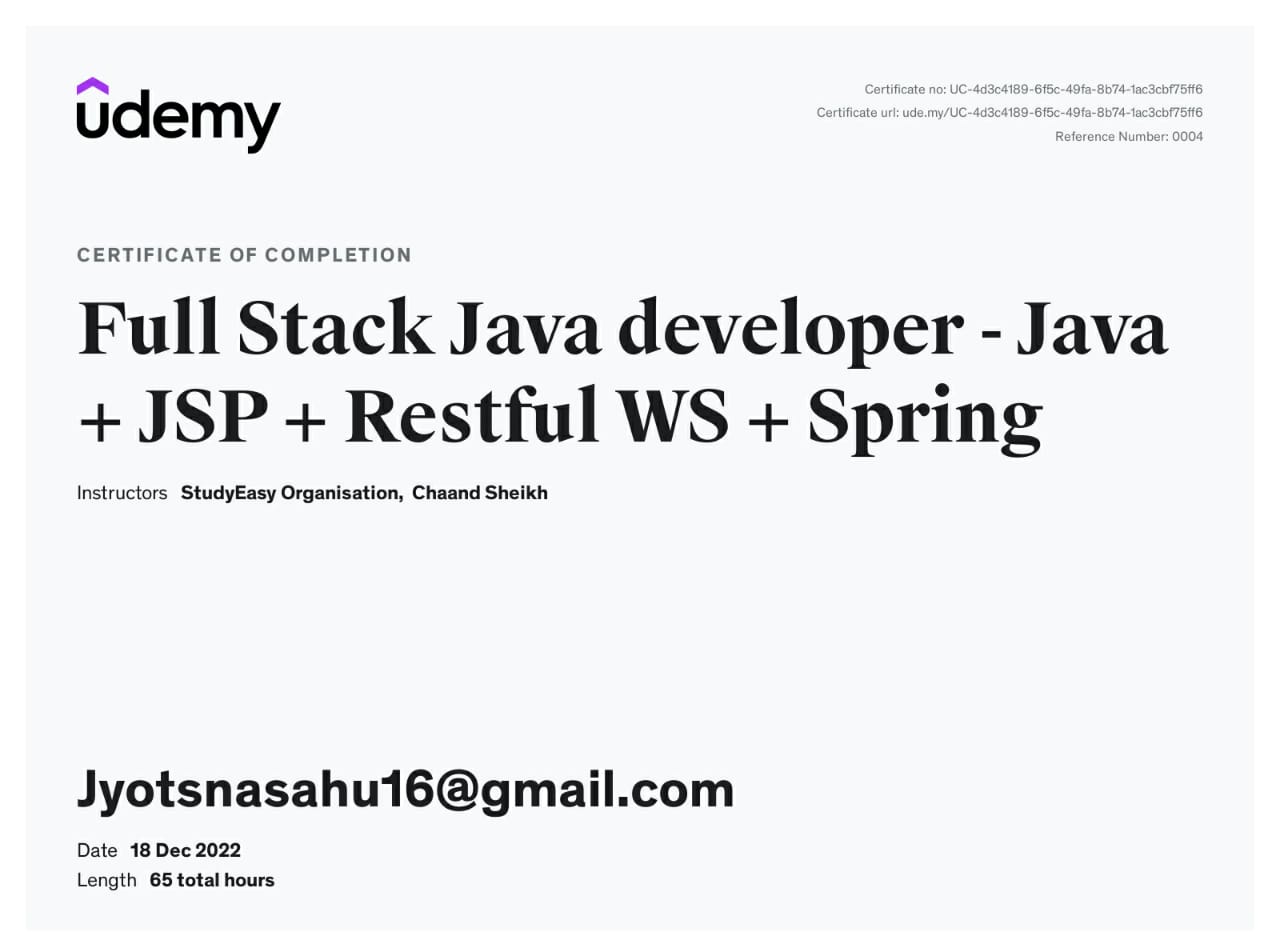 udemy
Certificate no: UC-4d3c4189-6f5c-49fa-8b74-1ac3cbf75ff6
Certificate url: ude.my/UC-4d3c4189-6f5c-49fa-8b74-1ac3cbf75ff6
Reference Number: 0004
CERTIFICATE OF COMPLETION
Full Stack Java developer - Java
+ JSP + Restful WS + Spring
Instructors StudyEasy Organisation, Chaand Sheikh
Jyotsnasahu16@gmail.com
Date 18 Dec 2022
Length 65 total hours